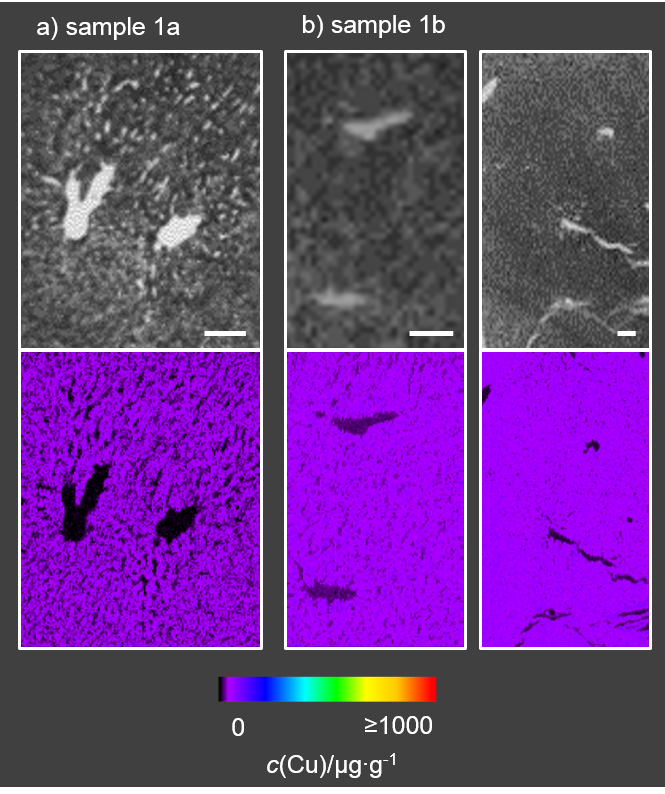 a) sample 1a
b) sample 1b
0
≥1000
c(Cu)/µg·g⁻¹